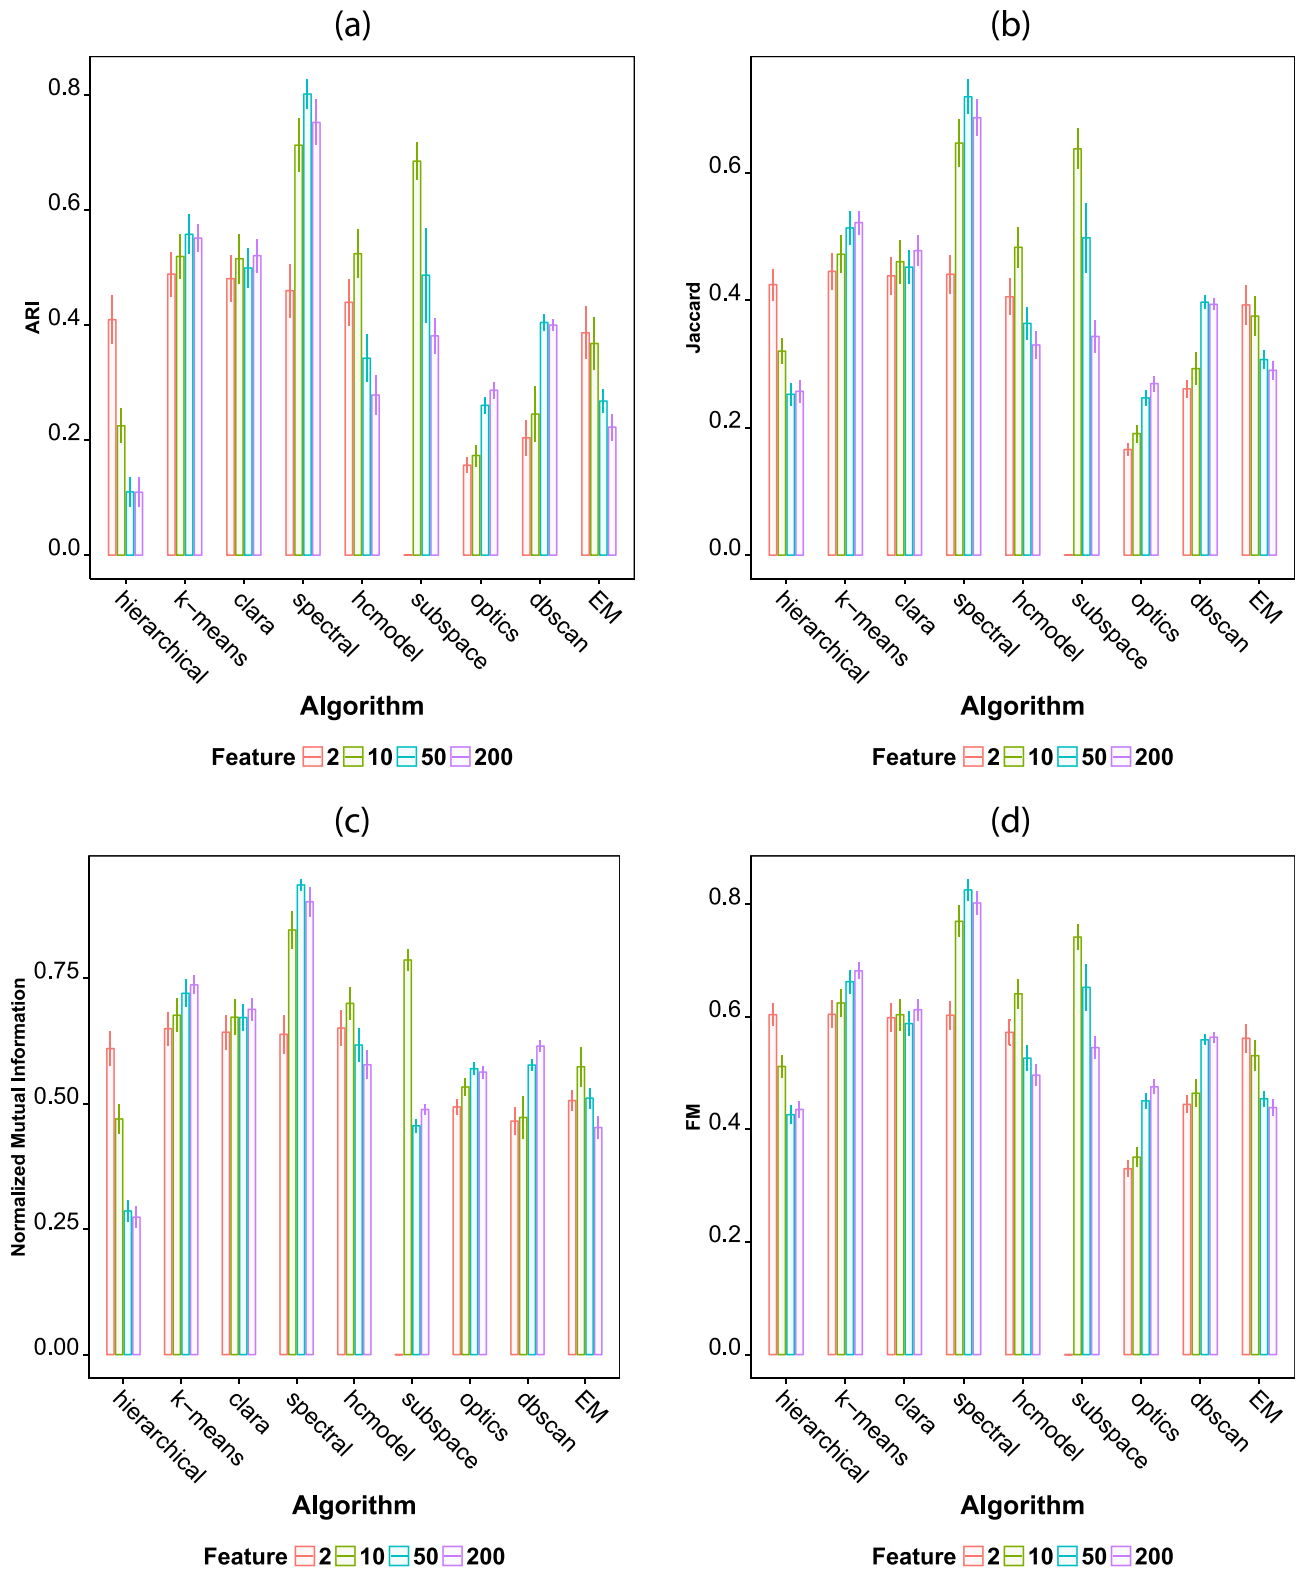 (a)
ARI
0.8
0.6
0.4
0.2
0.0
hierarchical
k-means
clara
spectral
hcmodel
subspace
optics
dbscan
EM
Algorithm
Feature 2 10 50 200
(b)
Jaccard
0.6
0.4
0.2
0.0
hierarchical
k-means
clara
spectral
hcmodel
subspace
optics
dbscan
EM
Algorithm
Feature 2 10 50 200
(c)
Normalized Mutual Information
0.75
0.50
0.25
0.00
hierarchical
k-means
clara
spectral
hcmodel
subspace
optics
dbscan
EM
Algorithm
Feature 2 10 50 200
(d)
FM
0.8
0.6
0.4
0.2
0.0
hierarchical
k-means
clara
spectral
hcmodel
subspace
optics
dbscan
EM
Algorithm
Feature 2 10 50 200